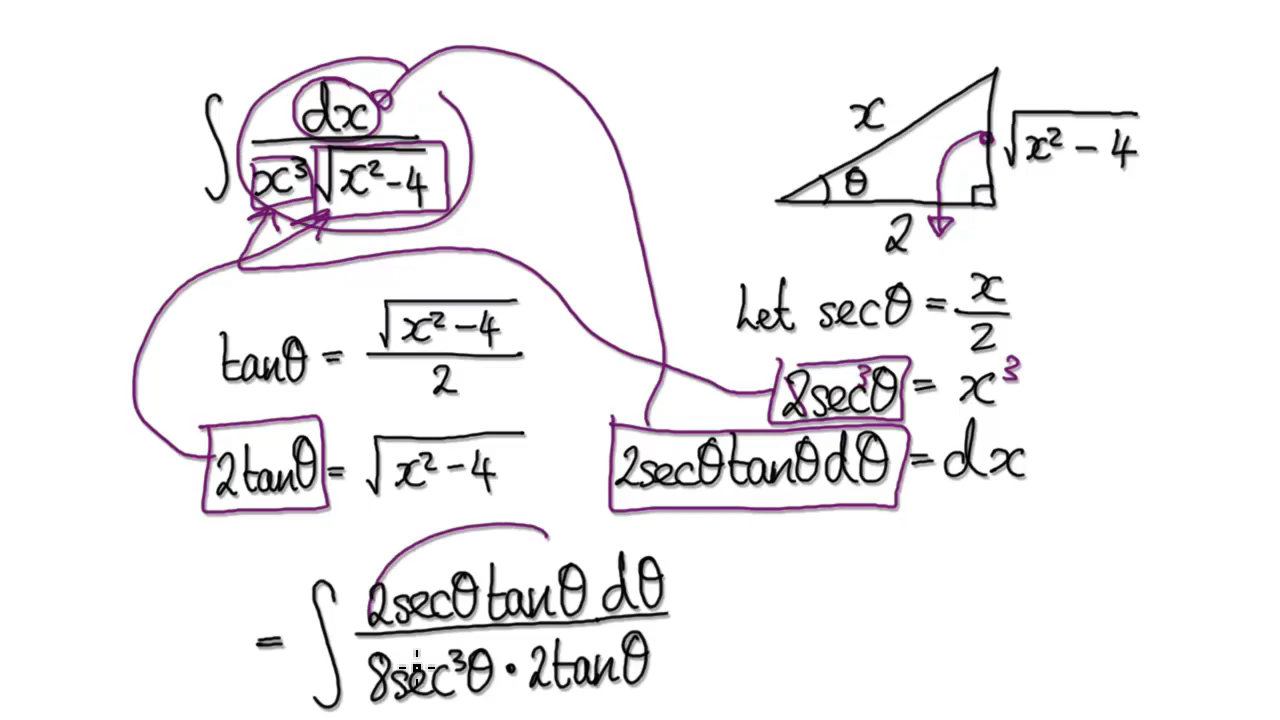 ∫ dx / (x³ √(x² − 4))
x
θ
√(x² − 4)
2
Let secθ = x/2
tanθ = √(x² − 4) / 2
2sec³θ = x³
2tanθ = √(x² − 4)
2secθtanθdθ = dx
= ∫ 2secθtanθ dθ / (8sec³θ · 2tanθ)